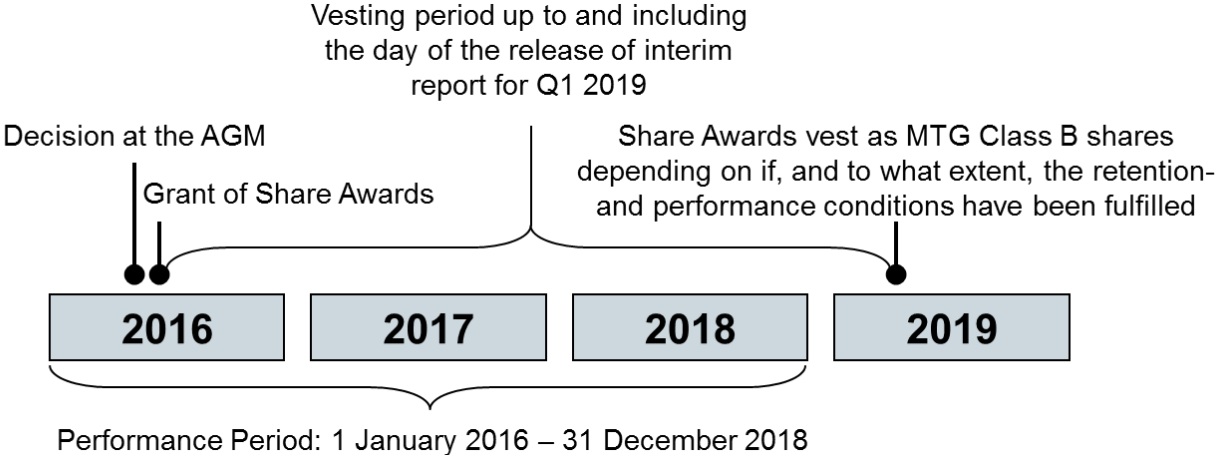 Vesting period up to and including
the day of the release of interim
report for Q1 2019
Decision at the AGM
Grant of Share Awards
Share Awards vest as MTG Class B shares
depending on if, and to what extent, the retention-
and performance conditions have been fulfilled
2016
2017
2018
2019
Performance Period: 1 January 2016 – 31 December 2018